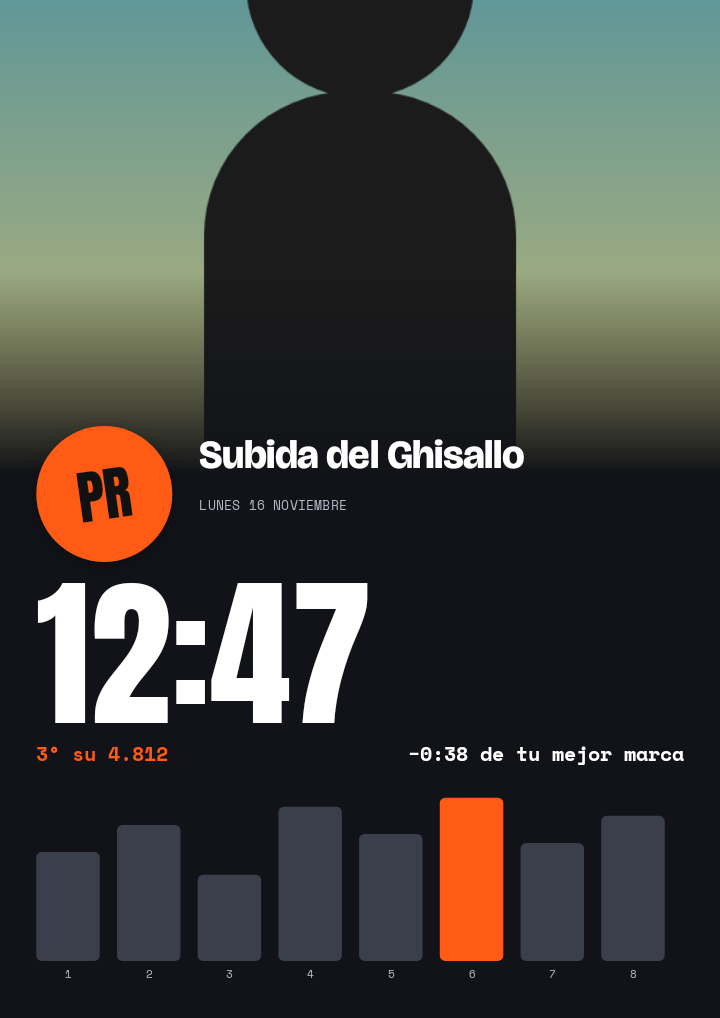 PR
Subida del Ghisallo
LUNES 16 NOVIEMBRE
12:47
3° su 4.812
-0:38 de tu mejor marca
1 2 3 4 5 6 7 8